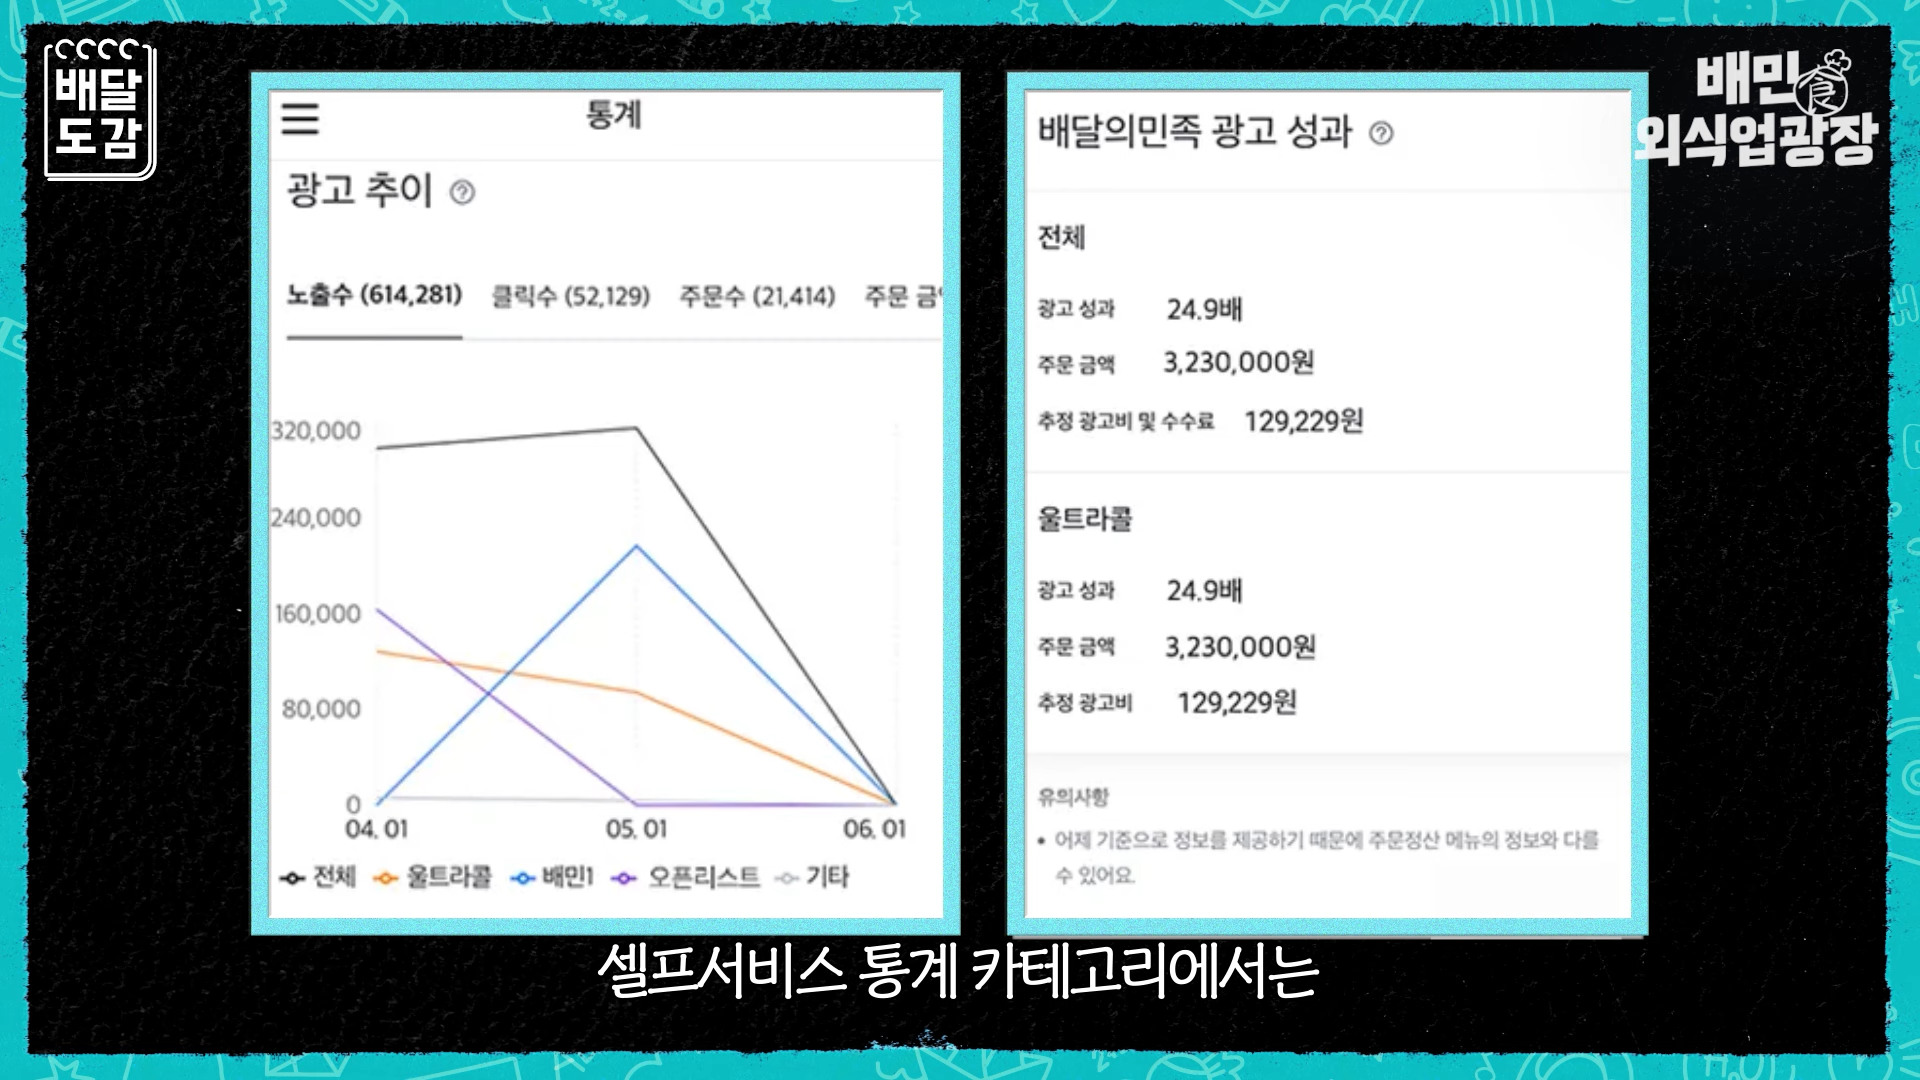 배달
도감
배민
외식업광장
통계
광고 추이
노출수 (614,281) 클릭수 (52,129) 주문수 (21,414) 주문 금
320,000
240,000
160,000
80,000
0
04. 01 05. 01 06. 01
전체 울트라콜 배민1 오픈리스트 기타
배달의민족 광고 성과
전체
광고 성과 24.9배
주문 금액 3,230,000원
추정 광고비 및 수수료 129,229원
울트라콜
광고 성과 24.9배
주문 금액 3,230,000원
추정 광고비 129,229원
유의사항
• 어제 기준으로 정보를 제공하기 때문에 주문정산 메뉴의 정보와 다를
수 있어요.
셀프서비스 통계 카테고리에서는